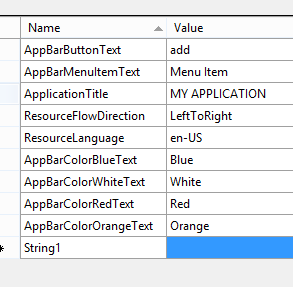 Name Value
AppBarButtonText add
AppBarMenuItemText Menu Item
ApplicationTitle MY APPLICATION
ResourceFlowDirection LeftToRight
ResourceLanguage en-US
AppBarColorBlueText Blue
AppBarColorWhiteText White
AppBarColorRedText Red
AppBarColorOrangeText Orange
String1